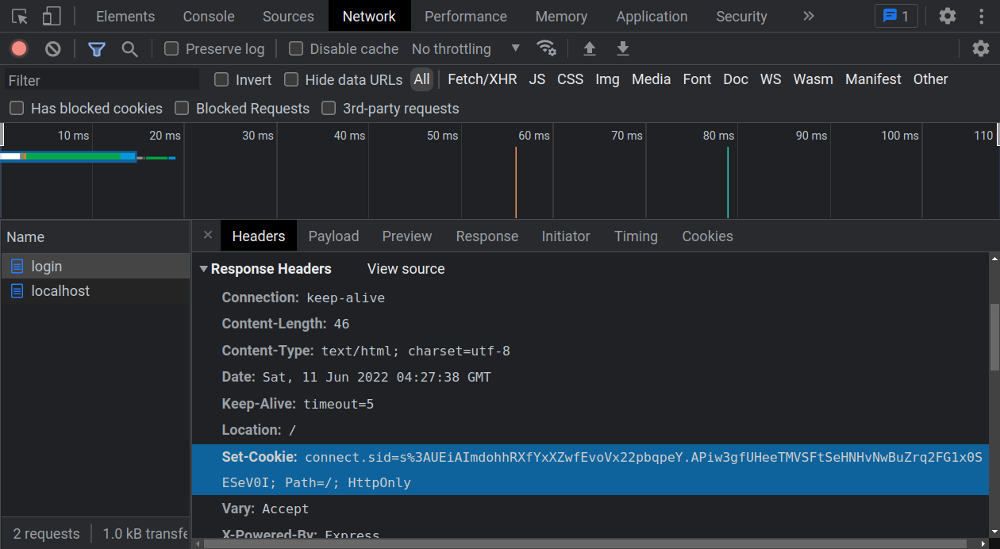 Elements Console Sources Network Performance Memory Application Security » 1
Preserve log Disable cache No throttling
Filter Invert Hide data URLs All Fetch/XHR JS CSS Img Media Font Doc WS Wasm Manifest Other
Has blocked cookies Blocked Requests 3rd-party requests
10 ms 20 ms 30 ms 40 ms 50 ms 60 ms 70 ms 80 ms 90 ms 100 ms 110
Name
Headers Payload Preview Response Initiator Timing Cookies
login
localhost
Response Headers View source
Connection: keep-alive
Content-Length: 46
Content-Type: text/html; charset=utf-8
Date: Sat, 11 Jun 2022 04:27:38 GMT
Keep-Alive: timeout=5
Location: /
Set-Cookie: connect.sid=s%3AUEiAImdohhRXfYxXZwfEvoVx22pbqpeY.APiw3gfUHeeTMVSFtSeHNHvNwBuZrq2FG1x0S
ESeV0I; Path=/; HttpOnly
Vary: Accept
X-Powered-By: Express
2 requests 1.0 kB transfe